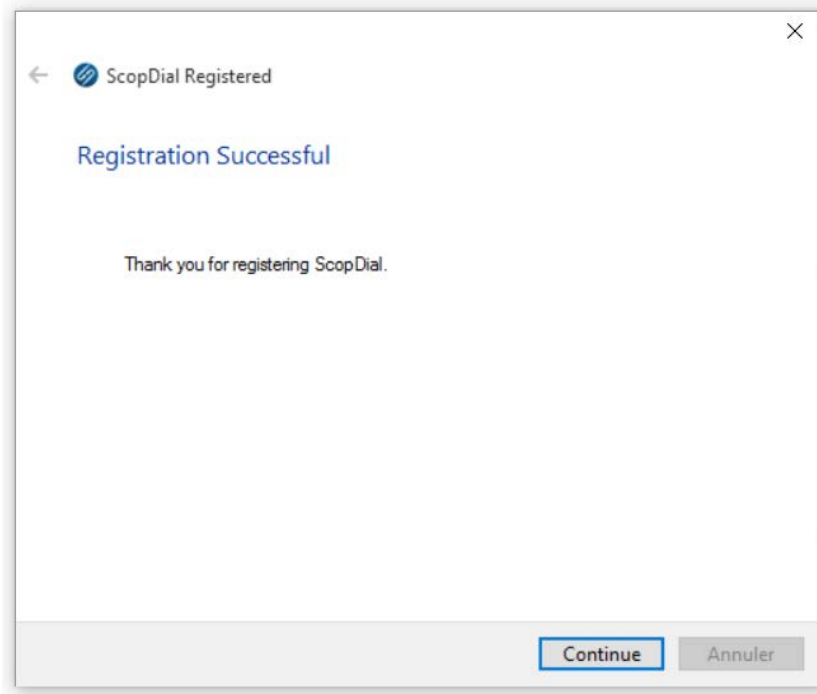 ScopDial Registered
Registration Successful
Thank you for registering ScopDial.
Continue Annuler